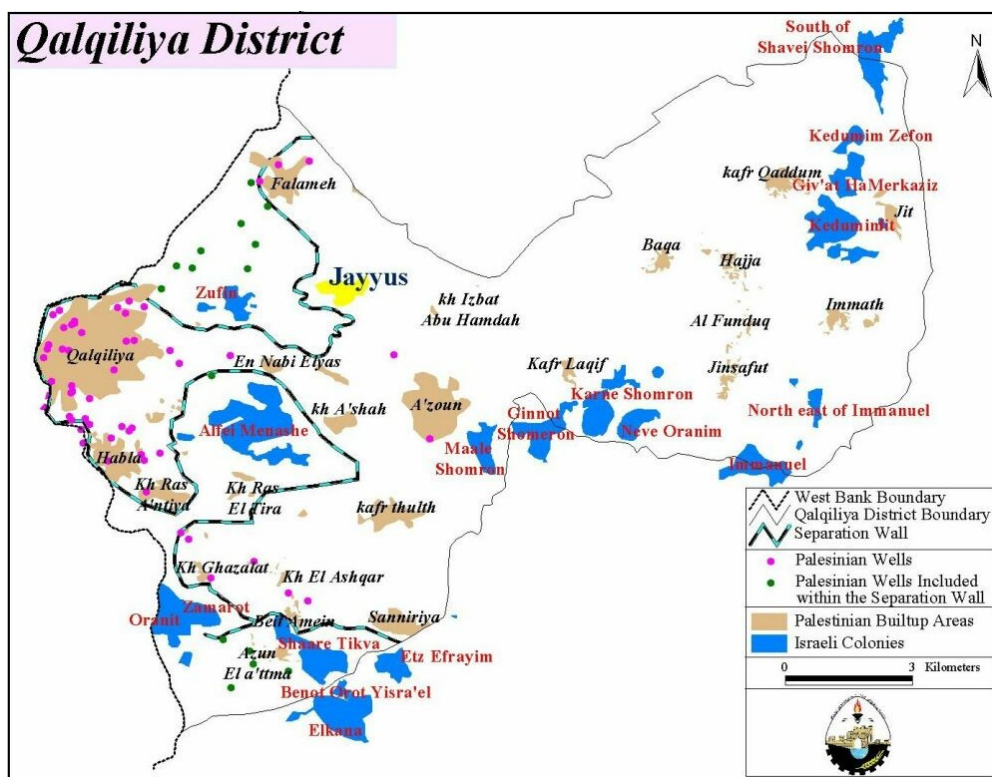 Qalqiliya District
South of
Shavei Shomron
N
Kedumim Zefon
kafr Qaddum
Giv'at HaMerkaziz
Jit
Kedumimit
Falameh
Baqa
Hajja
Jayyus
Zufin
kh Izbat
Abu Hamdah
Immath
Al Funduq
Qalqiliya
En Nabi Elyas
Kafr Laqif
Jinsafut
Karne Shomron
kh A'shah
A'zoun
Ginnot
Shomeron
North east of Immanuel
Alfei Menashe
Neve Oranim
Maale
Shomron
Habla
Immanuel
Kh Ras
A'ntiya
Kh Ras
El Tira
kafr thulth
West Bank Boundary
Qalqiliya District Boundary
Separation Wall
Palesinian Wells
Palesinian Wells Included
within the Separation Wall
Palestinian Builtup Areas
Israeli Colonies
0 3 Kilometers
Kh Ghazalat
Kh El Ashqar
Zamarot
Oranit
Beit Amein
Sanniriya
Shaare Tikva
Azun
El a'ttma
Etz Efrayim
Benot Orot Yisra'el
Elkana